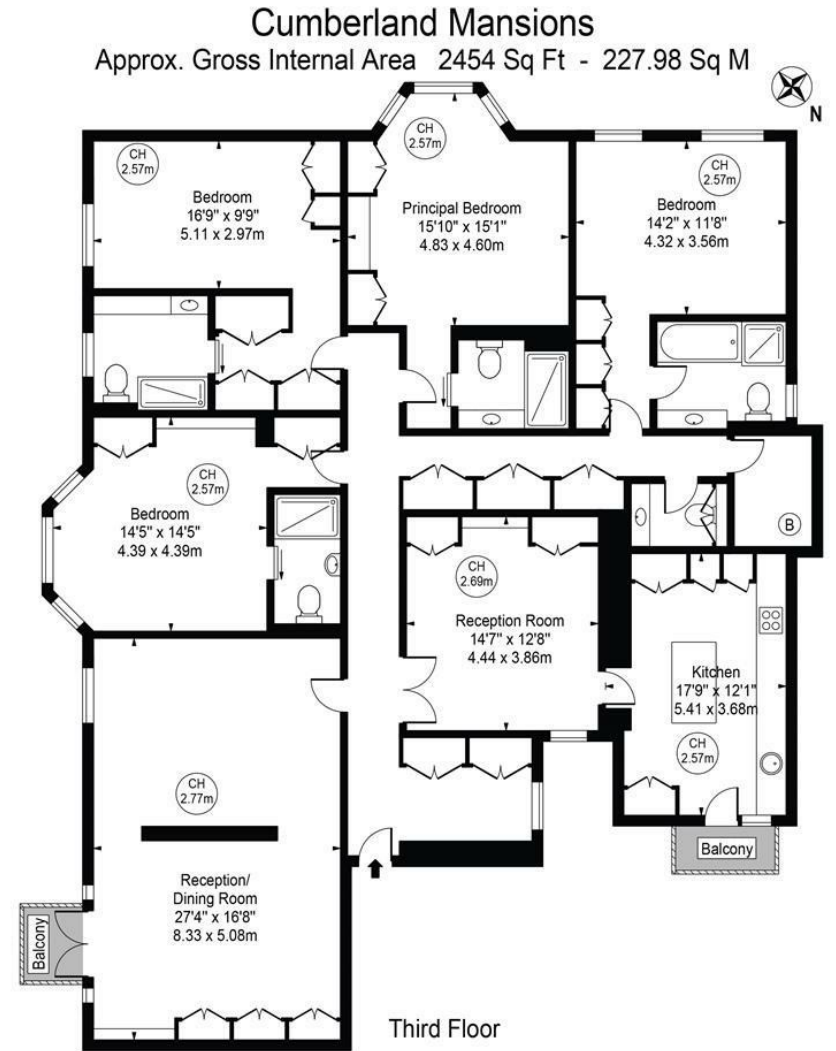 Cumberland Mansions
Approx. Gross Internal Area 2454 Sq Ft - 227.98 Sq M
N
CH
2.57m
Bedroom
16'9" x 9'9"
5.11 x 2.97m
CH
2.57m
Principal Bedroom
15'10" x 15'1"
4.83 x 4.60m
CH
2.57m
Bedroom
14'2" x 11'8"
4.32 x 3.56m
CH
2.57m
Bedroom
14'5" x 14'5"
4.39 x 4.39m
B
CH
2.69m
Reception Room
14'7" x 12'8"
4.44 x 3.86m
Kitchen
17'9" x 12'1"
5.41 x 3.68m
CH
2.57m
Balcony
CH
2.77m
Reception/
Dining Room
27'4" x 16'8"
8.33 x 5.08m
Balcony
Third Floor